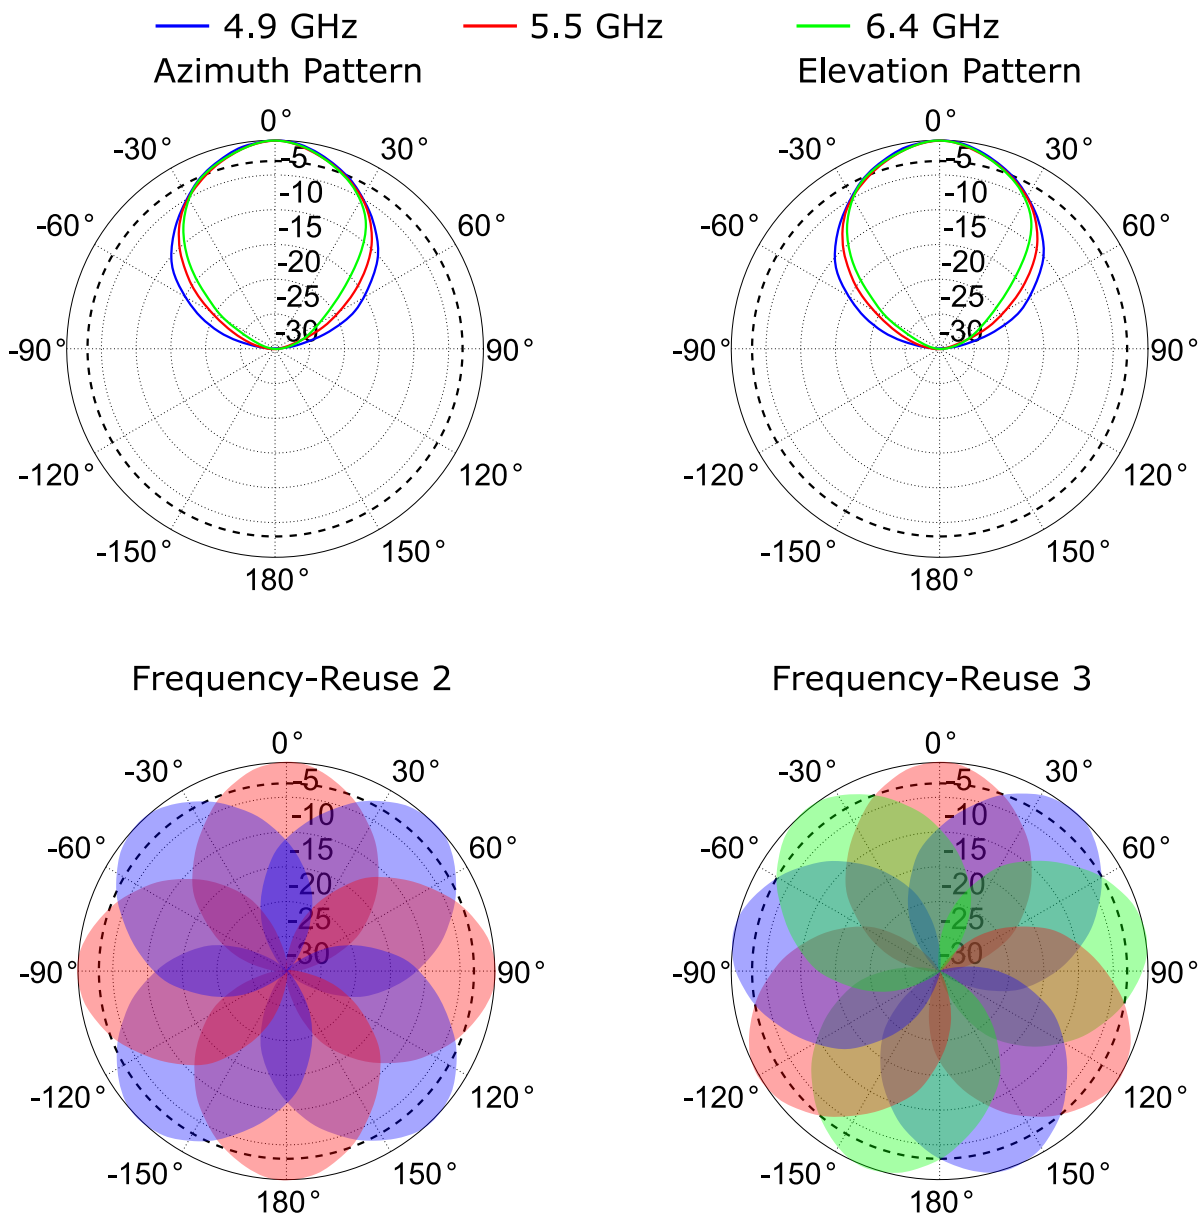 4.9 GHz 5.5 GHz 6.4 GHz
Azimuth Pattern Elevation Pattern
0° 0°
-30° 30° -30° 30°
-5 -5
-10 -10
-60° 60° -60° 60°
-15 -15
-20 -20
-25 -25
-30 -30
-90° 90° -90° 90°
-120° 120° -120° 120°
-150° 150° -150° 150°
180° 180°
Frequency-Reuse 2 Frequency-Reuse 3
0° 0°
-30° 30° -30° 30°
-5 -5
-10 -10
-60° 60° -60° 60°
-15 -15
-20 -20
-25 -25
-30 -30
-90° 90° -90° 90°
-120° 120° -120° 120°
-150° 150° -150° 150°
180° 180°